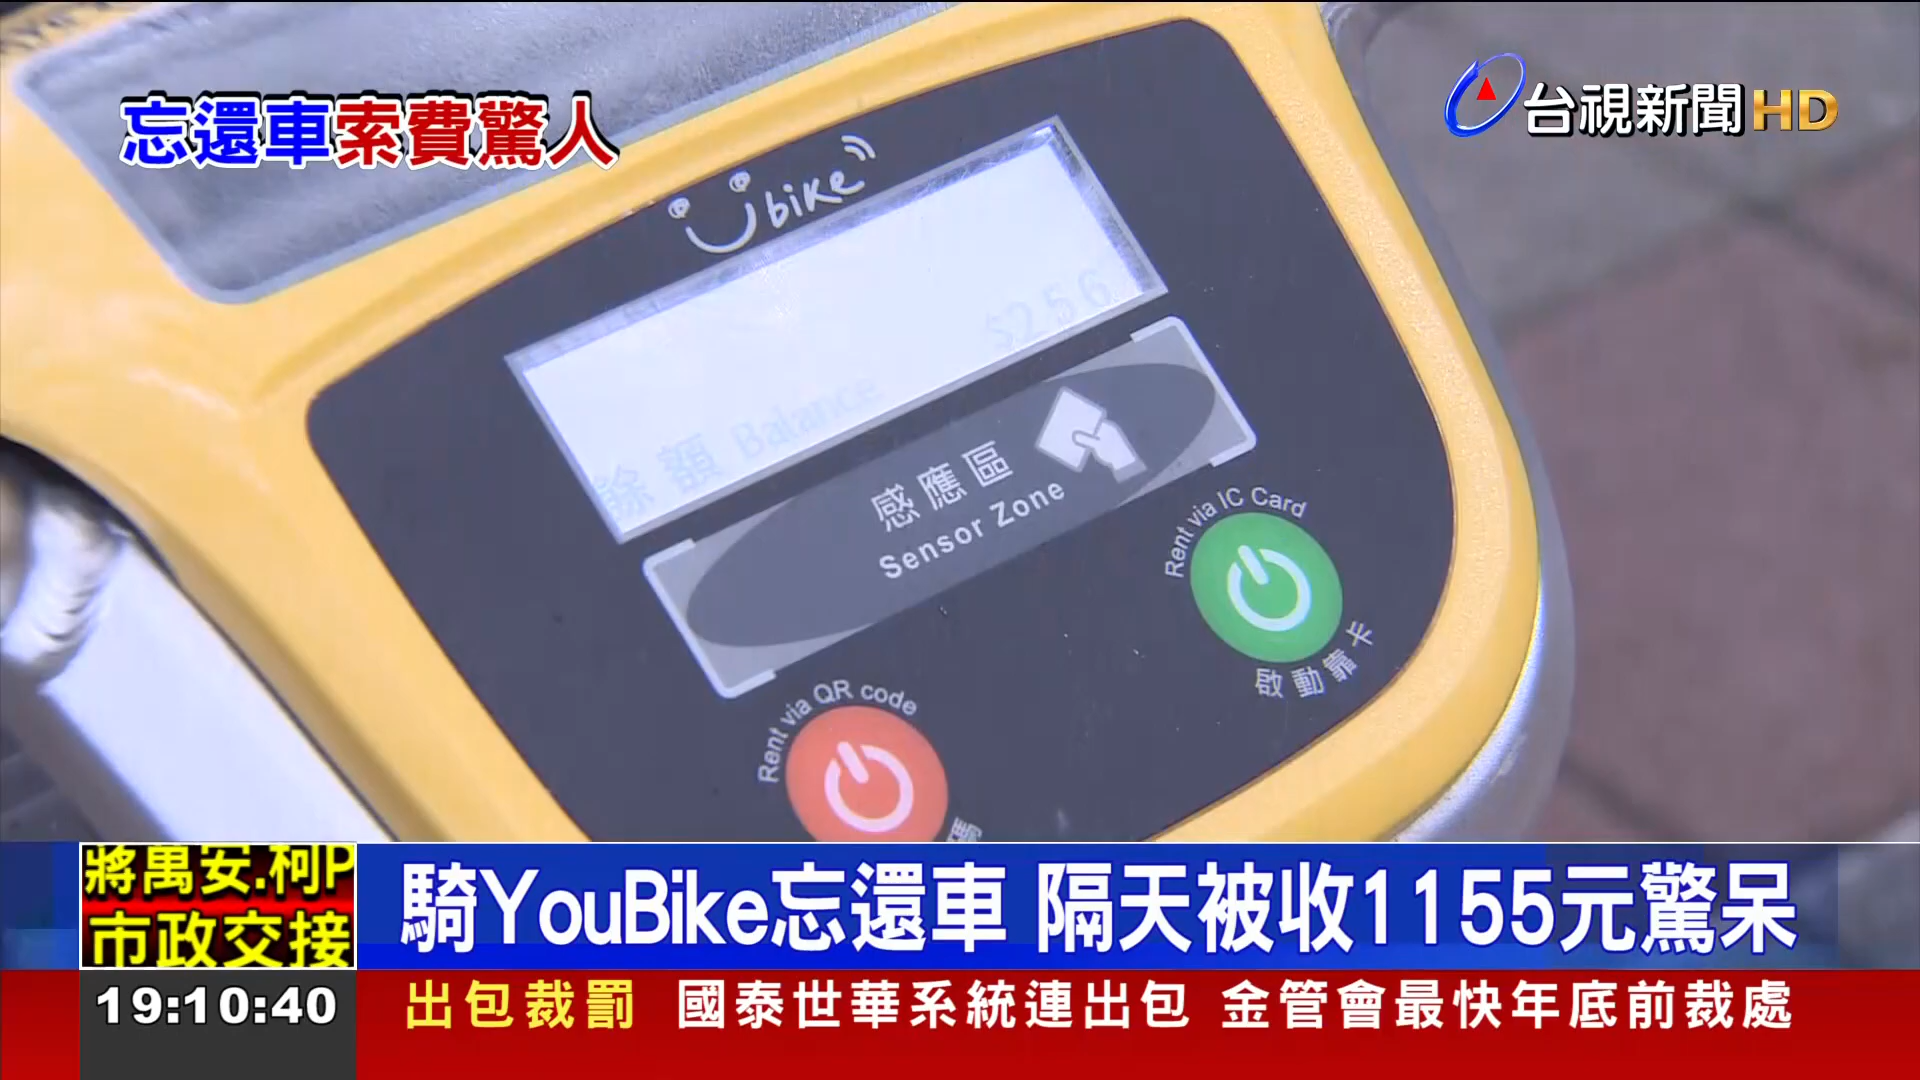 忘還車索費驚人
台視新聞HD
Ubike
$256
餘額 Balance
感應區
Sensor Zone
Rent via IC Card
啟動靠卡
Rent via QR code
碼
蔣萬安.柯P
市政交接
騎YouBike忘還車 隔天被收1155元驚呆
19:10:40
出包裁罰 國泰世華系統連出包 金管會最快年底前裁處